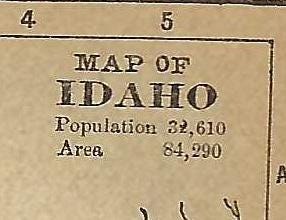 4 5
MAP OF
IDAHO
Population 32,610
Area 84,290
A